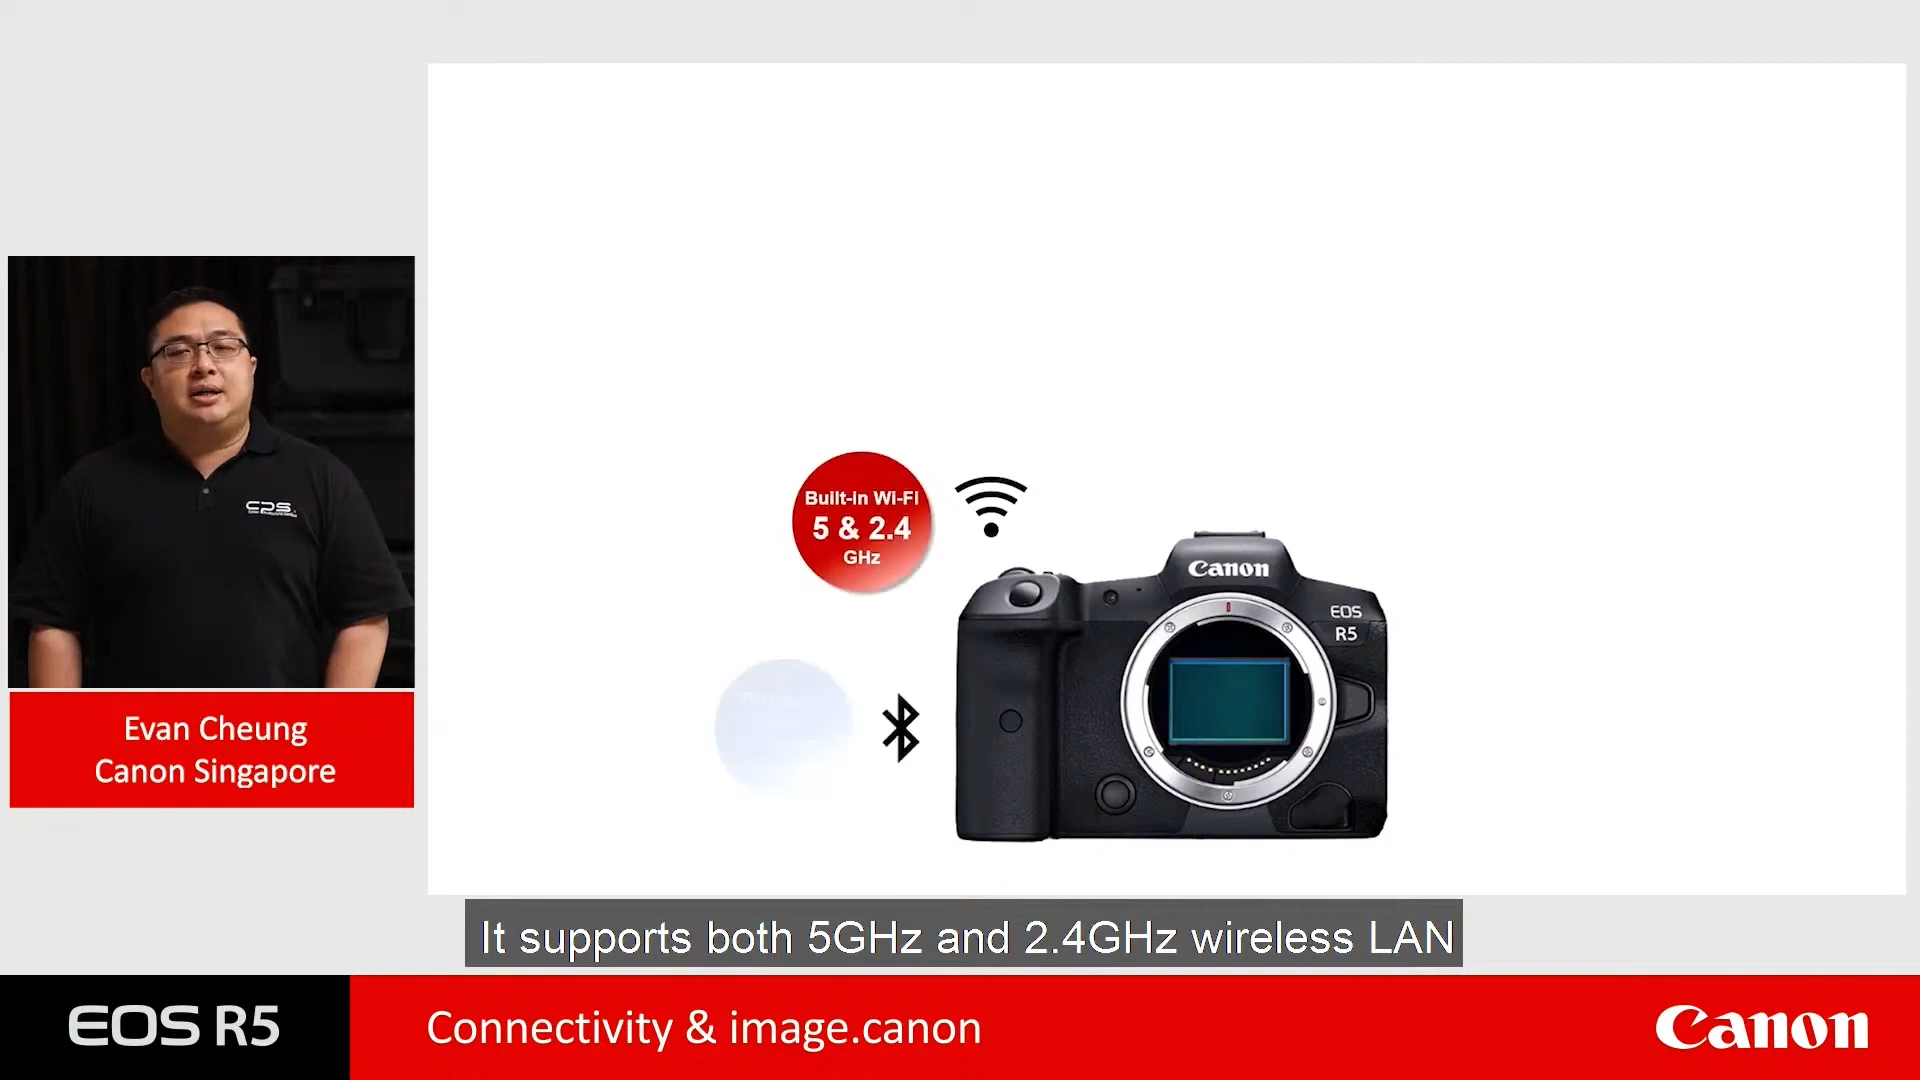 Built-in Wi-Fi
5 & 2.4
GHz
Canon
EOS
R5
CPS
Evan Cheung
Canon Singapore
It supports both 5GHz and 2.4GHz wireless LAN
EOS R5
Connectivity & image.canon
Canon